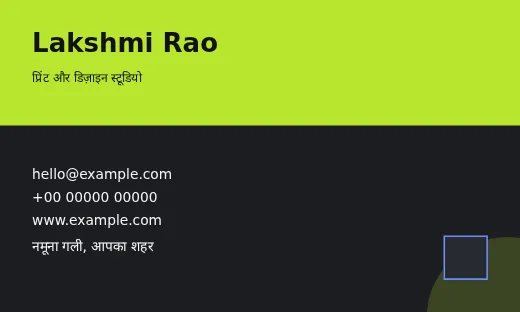 Lakshmi Rao
प्रिंट और डिज़ाइन स्टूडियो
hello@example.com
+00 00000 00000
www.example.com
नमूना गली, आपका शहर